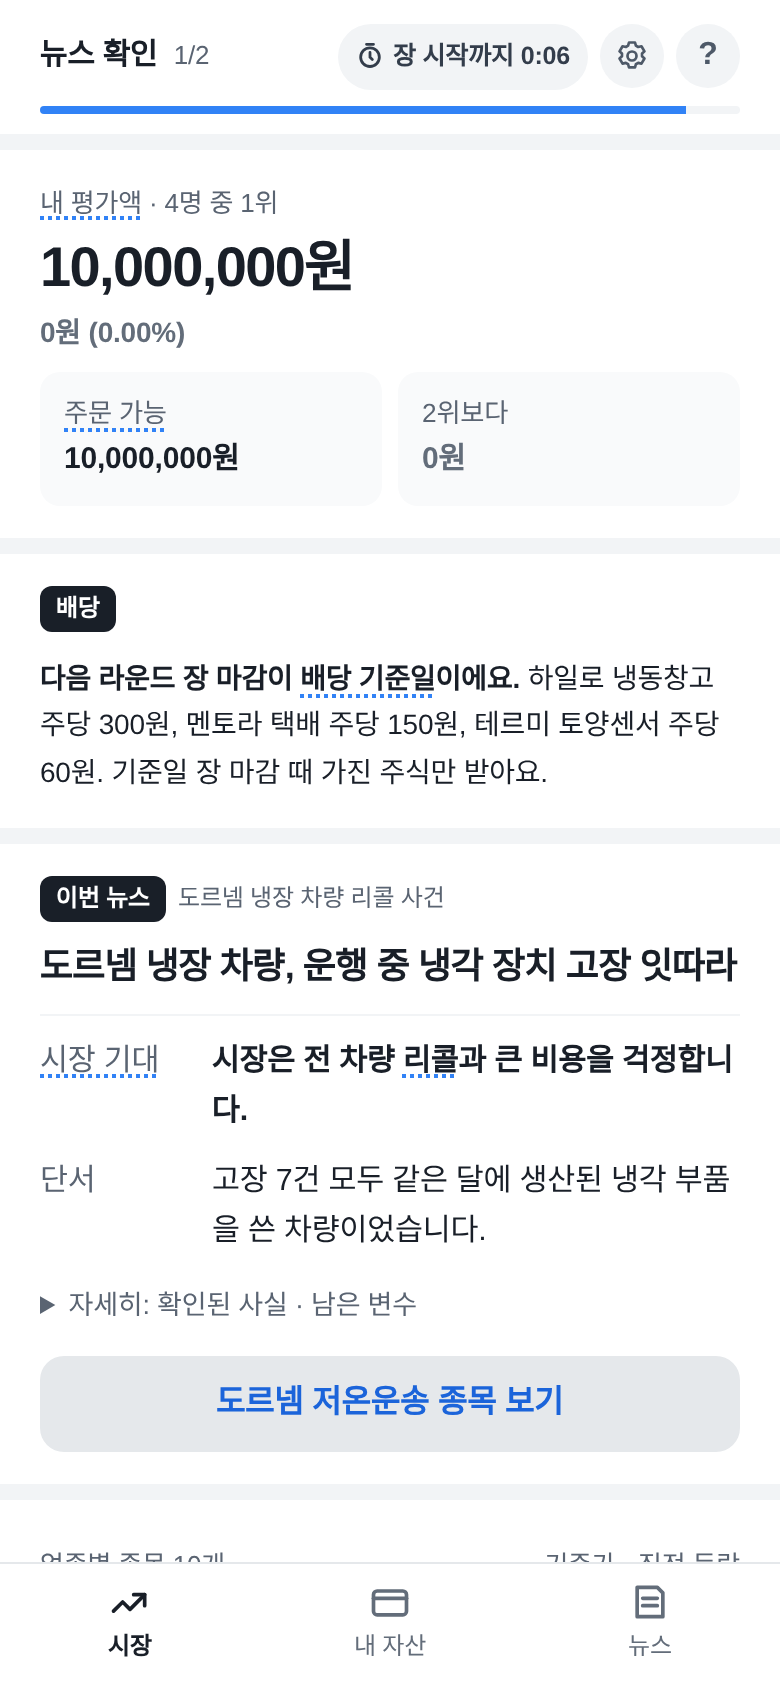 뉴스 확인 1/2
장 시작까지 0:06
?
내 평가액 · 4명 중 1위
10,000,000원
0원 (0.00%)
주문 가능
10,000,000원
2위보다
0원
배당
다음 라운드 장 마감이 배당 기준일이에요. 하일로 냉동창고
주당 300원, 멘토라 택배 주당 150원, 테르미 토양센서 주당
60원. 기준일 장 마감 때 가진 주식만 받아요.
이번 뉴스 도르넴 냉장 차량 리콜 사건
도르넴 냉장 차량, 운행 중 냉각 장치 고장 잇따라
시장 기대
시장은 전 차량 리콜과 큰 비용을 걱정합니
다.
단서
고장 7건 모두 같은 달에 생산된 냉각 부품
을 쓴 차량이었습니다.
▶ 자세히: 확인된 사실 · 남은 변수
도르넴 저온운송 종목 보기
시장
내 자산
뉴스